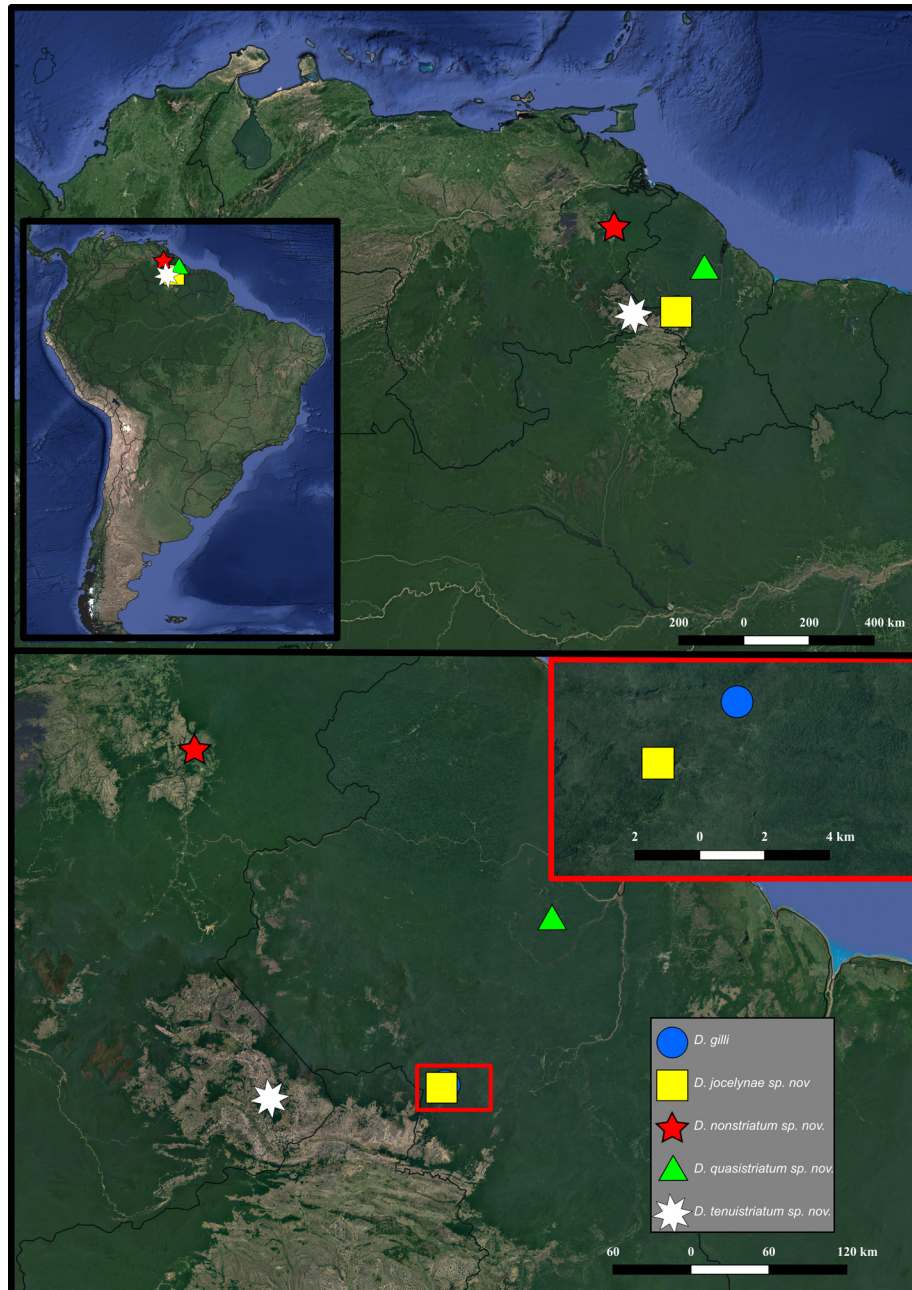 200 0 200 400 km
2 0 2 4 km
D. gilli
D. jocelynae sp. nov
D. nonstriatum sp. nov.
D. quasistriatum sp. nov.
D. tenuistriatum sp. nov.
60 0 60 120 km